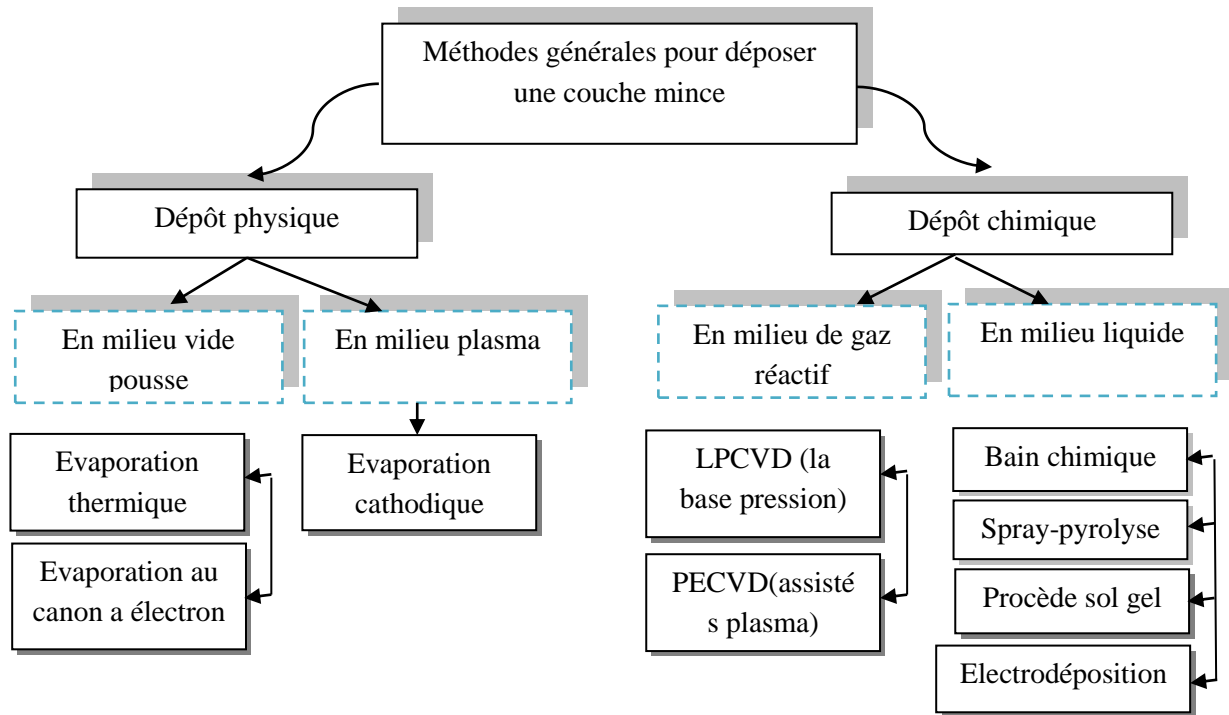 Méthodes générales pour déposer
une couche mince
Dépôt physique
Dépôt chimique
En milieu vide
pousse
En milieu plasma
En milieu de gaz
réactif
En milieu liquide
Evaporation
thermique
Evaporation au
canon a électron
Evaporation
cathodique
LPCVD (la
base pression)
PECVD(assisté
s plasma)
Bain chimique
Spray-pyrolyse
Procède sol gel
Electrodéposition